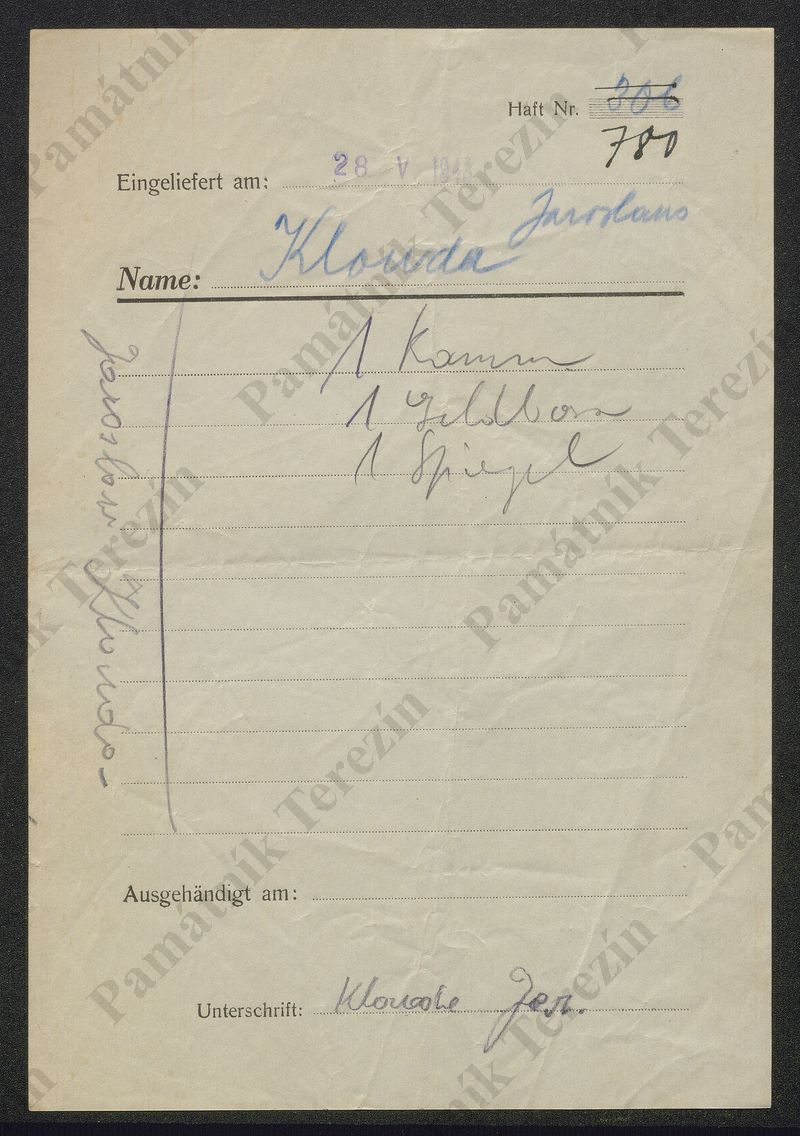 Haft Nr. 306
780
Eingeliefert am: 28 V 1943
Name: Klouda Jaroslaus
1 Kamm
1 Geldbörse
1 Spiegel
Jaroslav Klouda
Ausgehändigt am:
Unterschrift: Klouda Jar.
Památník Terezín